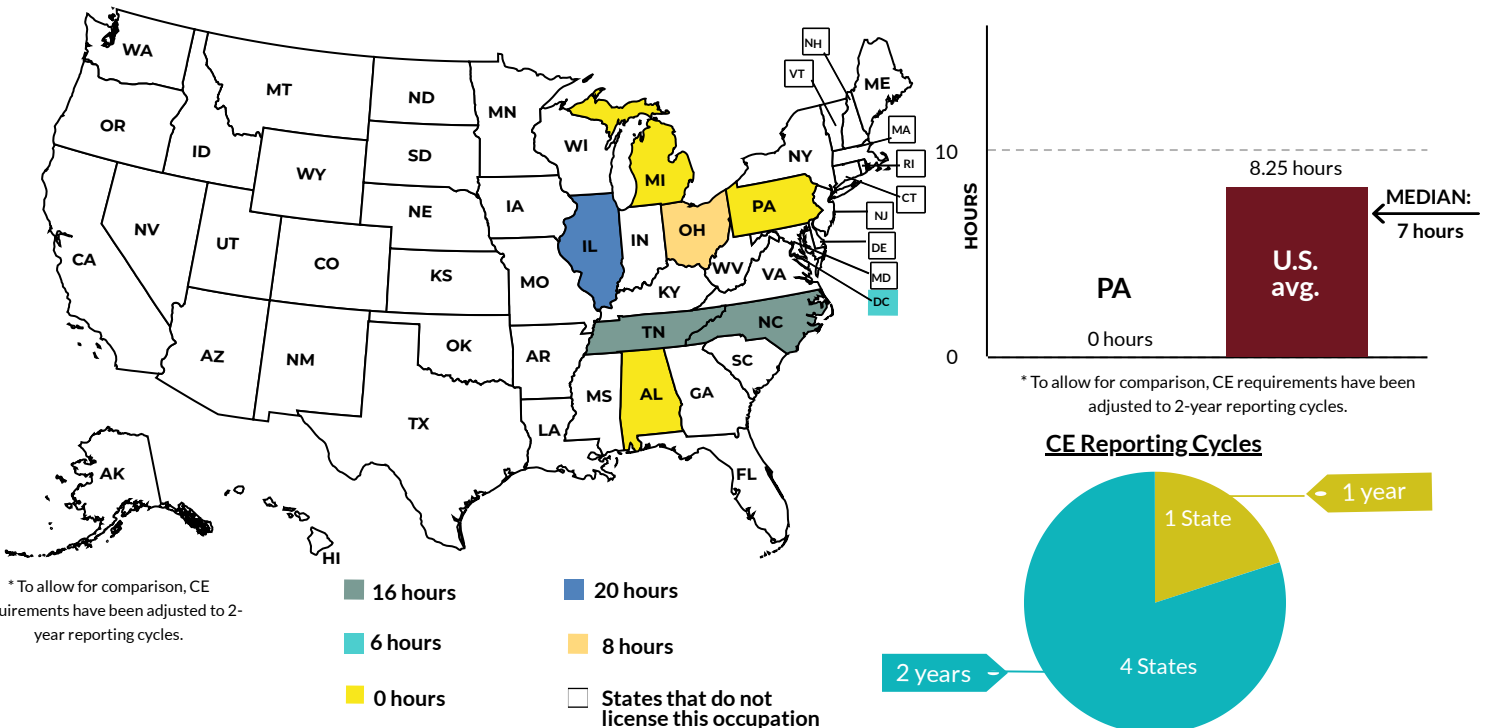 WA
MT
ND
MN
OR
ID
WY
SD
WI
MI
NY
ME
NH
VT
MA
RI
CT
NJ
DE
MD
DC
NV
UT
CO
NE
IA
IL
IN
OH
PA
CA
KS
MO
KY
WV
VA
AZ
NM
OK
AR
TN
NC
SC
MS
AL
GA
TX
LA
FL
AK
HI
* To allow for comparison, CE
uirements have been adjusted to 2-
year reporting cycles.
16 hours
20 hours
6 hours
8 hours
0 hours
States that do not
license this occupation
HOURS
10
0
PA
0 hours
8.25 hours
U.S.
avg.
MEDIAN:
7 hours
* To allow for comparison, CE requirements have been
adjusted to 2-year reporting cycles.
CE Reporting Cycles
1 State
1 year
4 States
2 years